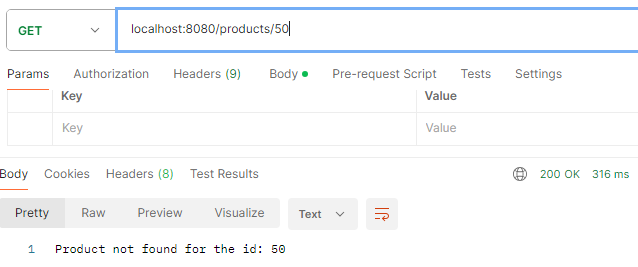 GET localhost:8080/products/50
Params Authorization Headers (9) Body Pre-request Script Tests Settings
Key Value
Key Value
Body Cookies Headers (8) Test Results 200 OK 316 ms
Pretty Raw Preview Visualize Text
1 Product not found for the id: 50